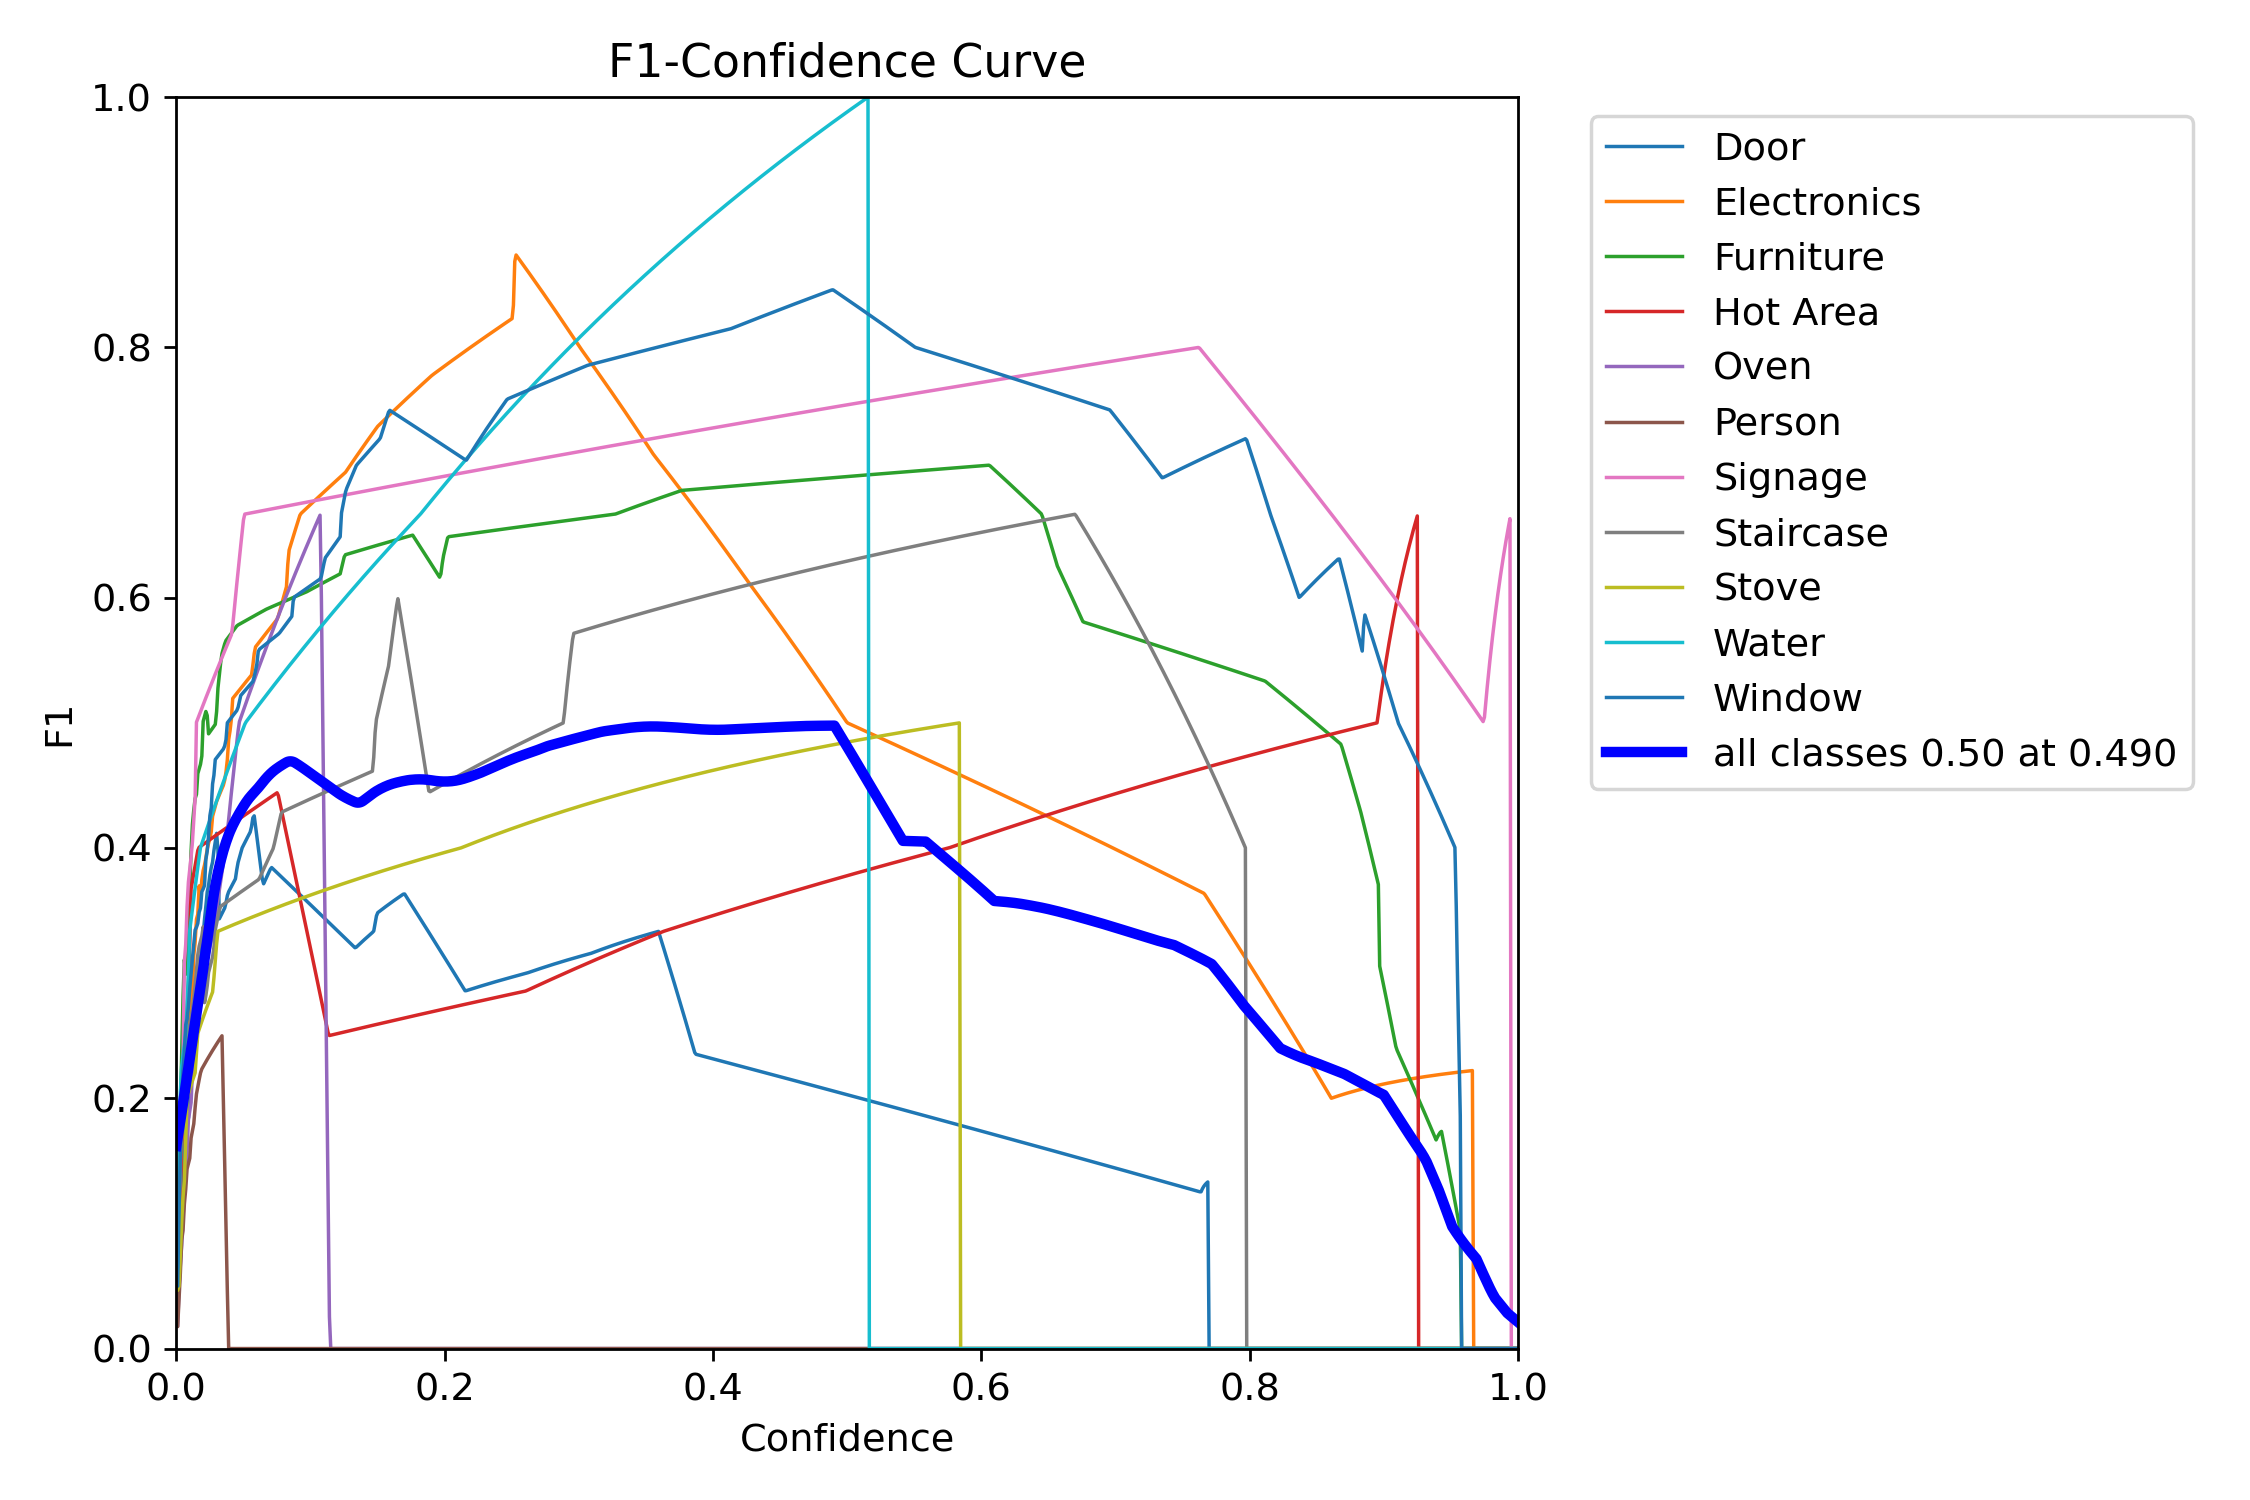 F1-Confidence Curve
1.0
0.8
0.6
0.4
0.2
0.0
F1
0.0 0.2 0.4 0.6 0.8 1.0
Confidence
Door
Electronics
Furniture
Hot Area
Oven
Person
Signage
Staircase
Stove
Water
Window
all classes 0.50 at 0.490